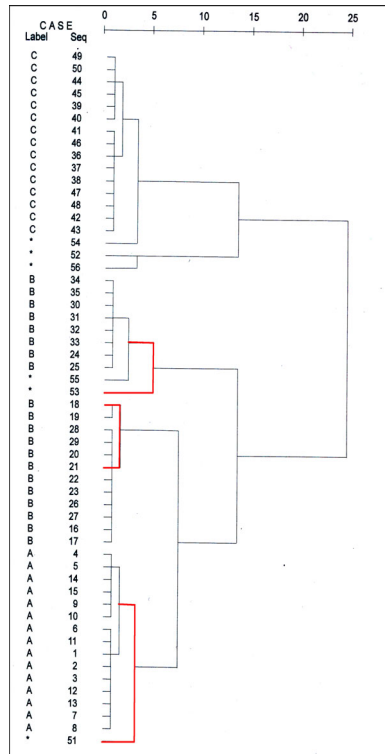 CASE
0 5 10 15 20 25
Label Seq
C 49
C 50
C 44
C 45
C 39
C 40
C 41
C 46
C 36
C 37
C 38
C 47
C 48
C 42
C 43
* 54
* 52
* 56
B 34
B 35
B 30
B 31
B 32
B 33
B 24
B 25
* 55
* 53
B 18
B 19
B 28
B 29
B 20
B 21
B 22
B 23
B 26
B 27
B 16
B 17
A 4
A 5
A 14
A 15
A 9
A 10
A 6
A 11
A 1
A 2
A 3
A 12
A 13
A 7
A 8
* 51